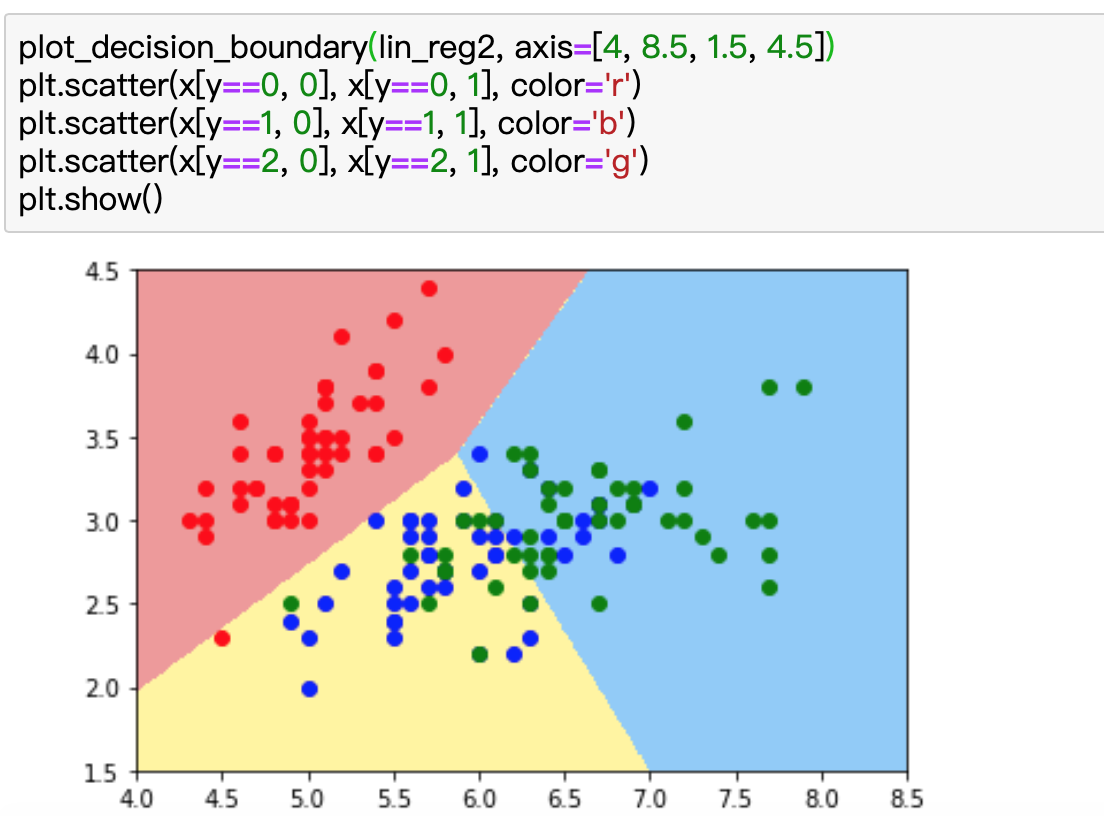 plot_decision_boundary(lin_reg2, axis=[4, 8.5, 1.5, 4.5])
plt.scatter(x[y==0, 0], x[y==0, 1], color='r')
plt.scatter(x[y==1, 0], x[y==1, 1], color='b')
plt.scatter(x[y==2, 0], x[y==2, 1], color='g')
plt.show()
4.5
4.0
3.5
3.0
2.5
2.0
1.5
4.0 4.5 5.0 5.5 6.0 6.5 7.0 7.5 8.0 8.5